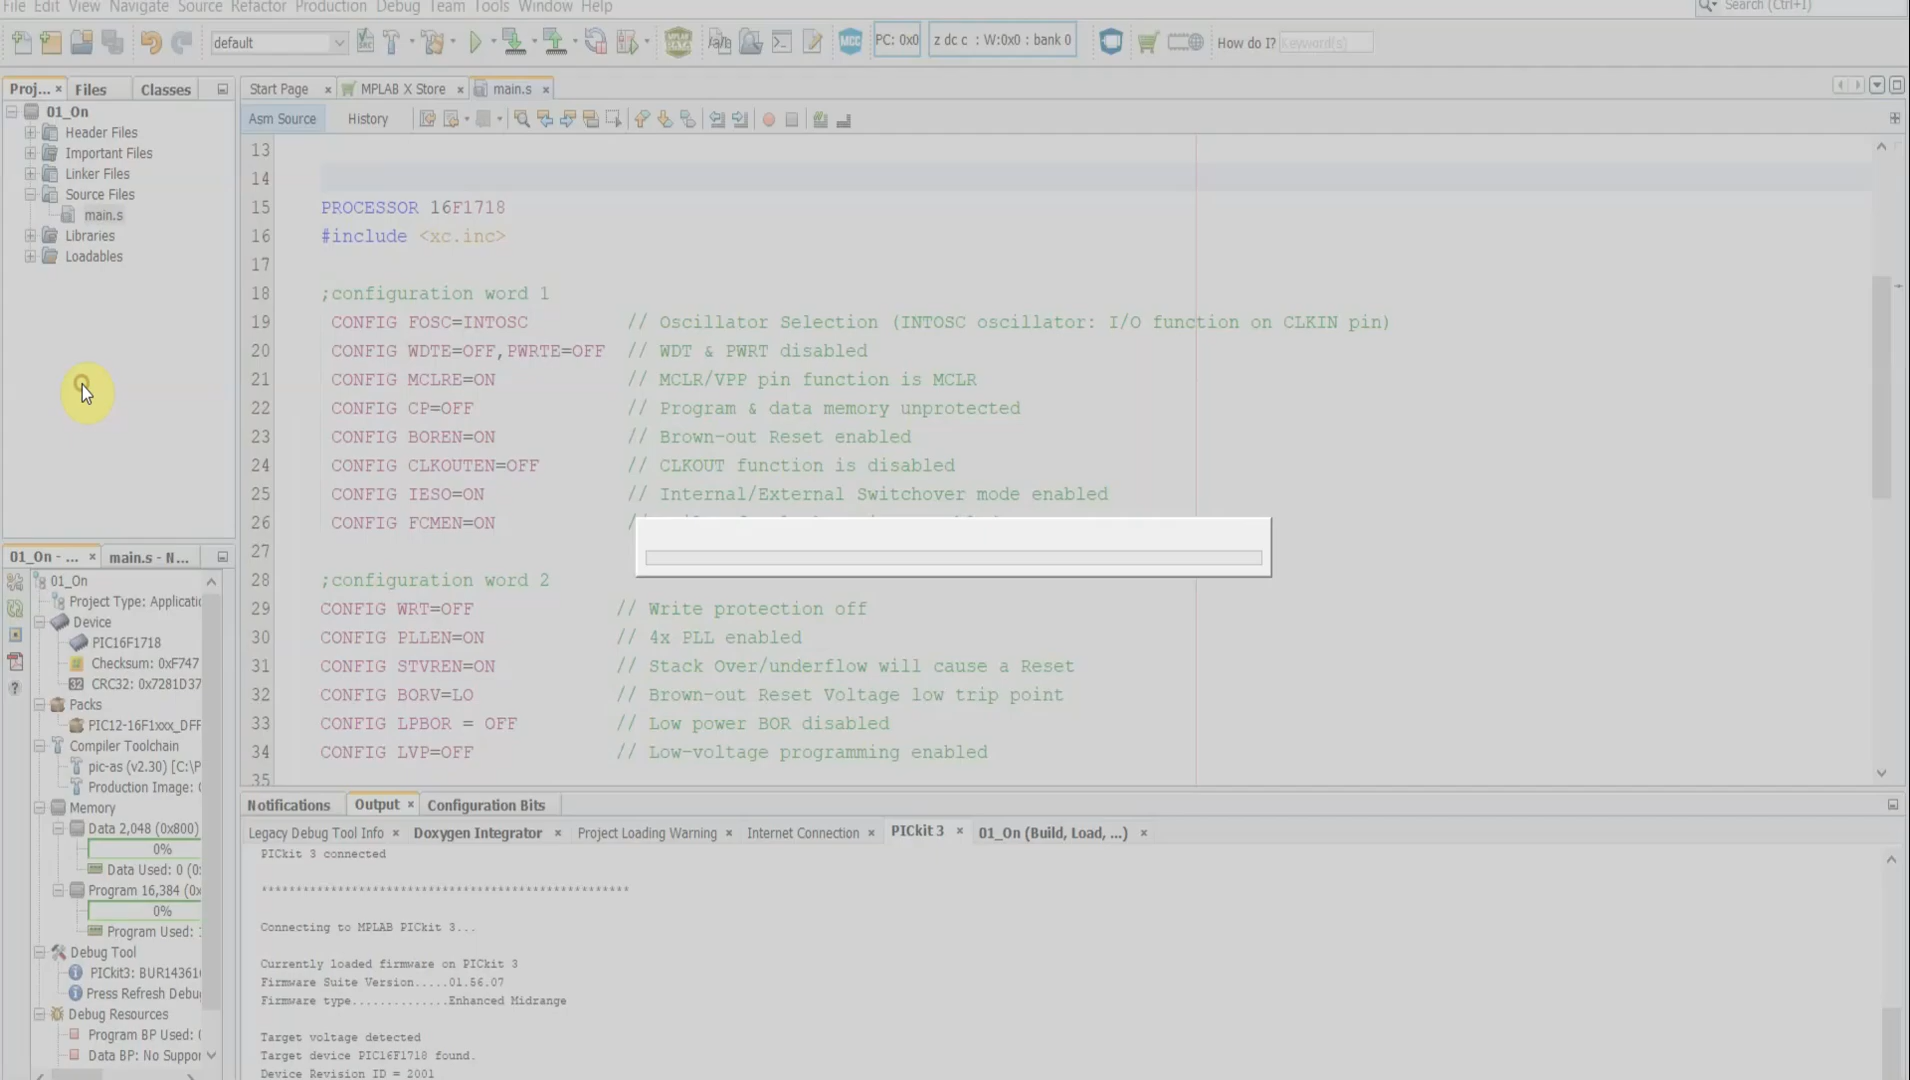 File Edit View Navigate Source Refactor Production Debug Team Tools Window Help
Search (Ctrl+I)
default
PC: 0x0
z dc c : W:0x0 : bank 0
How do I?
Keyword(s)
MCC
Proj...
Files
Classes
Start Page
MPLAB X Store
main.s
Asm Source
History
01_On
Header Files
Important Files
Linker Files
Source Files
main.s
Libraries
Loadables
13
14
15 PROCESSOR 16F1718
16 #include <xc.inc>
17
18 ;configuration word 1
19 CONFIG FOSC=INTOSC // Oscillator Selection (INTOSC oscillator: I/O function on CLKIN pin)
20 CONFIG WDTE=OFF,PWRTE=OFF // WDT & PWRT disabled
21 CONFIG MCLRE=ON // MCLR/VPP pin function is MCLR
22 CONFIG CP=OFF // Program & data memory unprotected
23 CONFIG BOREN=ON // Brown-out Reset enabled
24 CONFIG CLKOUTEN=OFF // CLKOUT function is disabled
25 CONFIG IESO=ON // Internal/External Switchover mode enabled
26 CONFIG FCMEN=ON
27
28 ;configuration word 2
29 CONFIG WRT=OFF // Write protection off
30 CONFIG PLLEN=ON // 4x PLL enabled
31 CONFIG STVREN=ON // Stack Over/underflow will cause a Reset
32 CONFIG BORV=LO // Brown-out Reset Voltage low trip point
33 CONFIG LPBOR = OFF // Low power BOR disabled
34 CONFIG LVP=OFF // Low-voltage programming enabled
35
01_On - ...
main.s - N...
01_On
Project Type: Applicatio
Device
PIC16F1718
Checksum: 0xF747
CRC32: 0x7281D37
Packs
PIC12-16F1xxx_DFP
Compiler Toolchain
pic-as (v2.30) [C:\P
Production Image:
Memory
Data 2,048 (0x800)
0%
Data Used: 0 (0x
Program 16,384 (0x
0%
Program Used:
Debug Tool
PICkit3: BUR14361
Press Refresh Debu
Debug Resources
Program BP Used:
Data BP: No Suppor
Notifications
Output
Configuration Bits
Legacy Debug Tool Info
Doxygen Integrator
Project Loading Warning
Internet Connection
PICkit 3
01_On (Build, Load, ...)
PICkit 3 connected
*****************************************************
Connecting to MPLAB PICkit 3...
Currently loaded firmware on PICkit 3
Firmware Suite Version.....01.56.07
Firmware type..............Enhanced Midrange
Target voltage detected
Target device PIC16F1718 found.
Device Revision ID = 2001